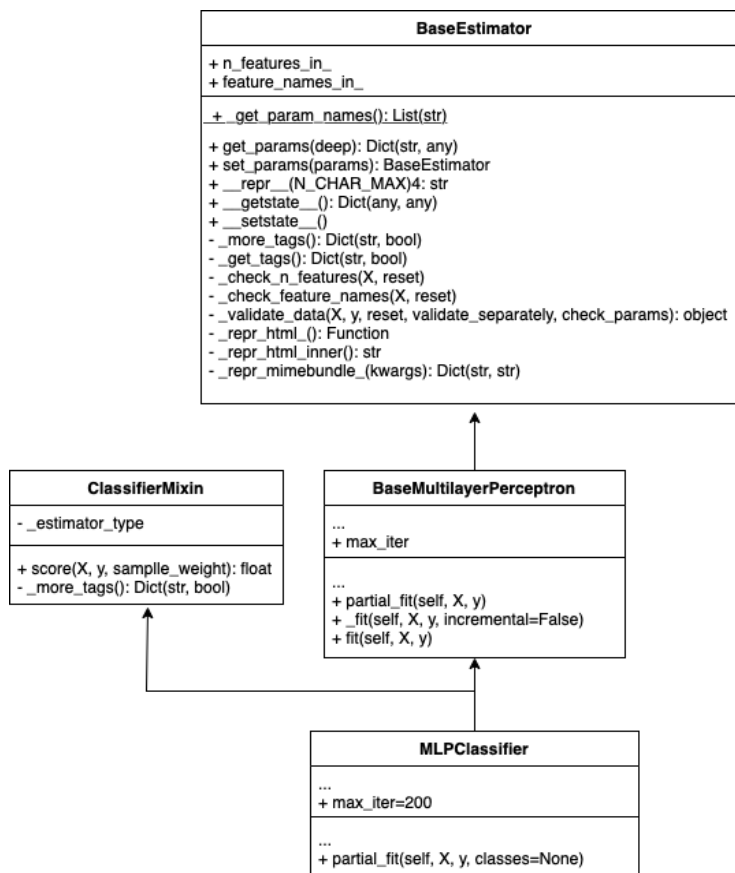 BaseEstimator
+ n_features_in_
+ feature_names_in_
+ _get_param_names(): List(str)
+ get_params(deep): Dict(str, any)
+ set_params(params): BaseEstimator
+ __repr__(N_CHAR_MAX)4: str
+ __getstate__(): Dict(any, any)
+ __setstate__()
- _more_tags(): Dict(str, bool)
- _get_tags(): Dict(str, bool)
- _check_n_features(X, reset)
- _check_feature_names(X, reset)
- _validate_data(X, y, reset, validate_separately, check_params): object
- _repr_html_(): Function
- _repr_html_inner(): str
- _repr_mimebundle_(kwargs): Dict(str, str)
ClassifierMixin
- _estimator_type
+ score(X, y, samplle_weight): float
- _more_tags(): Dict(str, bool)
BaseMultilayerPerceptron
...
+ max_iter
...
+ partial_fit(self, X, y)
+ _fit(self, X, y, incremental=False)
+ fit(self, X, y)
MLPClassifier
...
+ max_iter=200
...
+ partial_fit(self, X, y, classes=None)